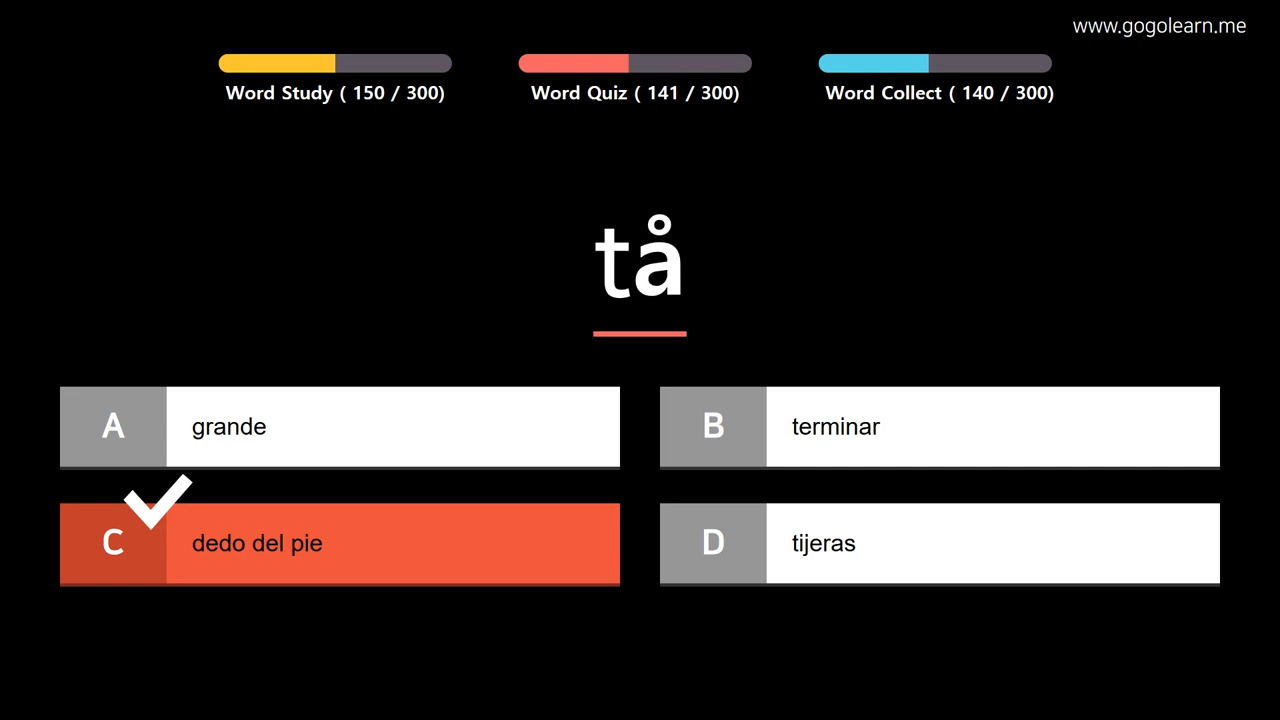 www.gogolearn.me
Word Study ( 150 / 300)
Word Quiz ( 141 / 300)
Word Collect ( 140 / 300)
tå
A grande
B terminar
C dedo del pie
D tijeras